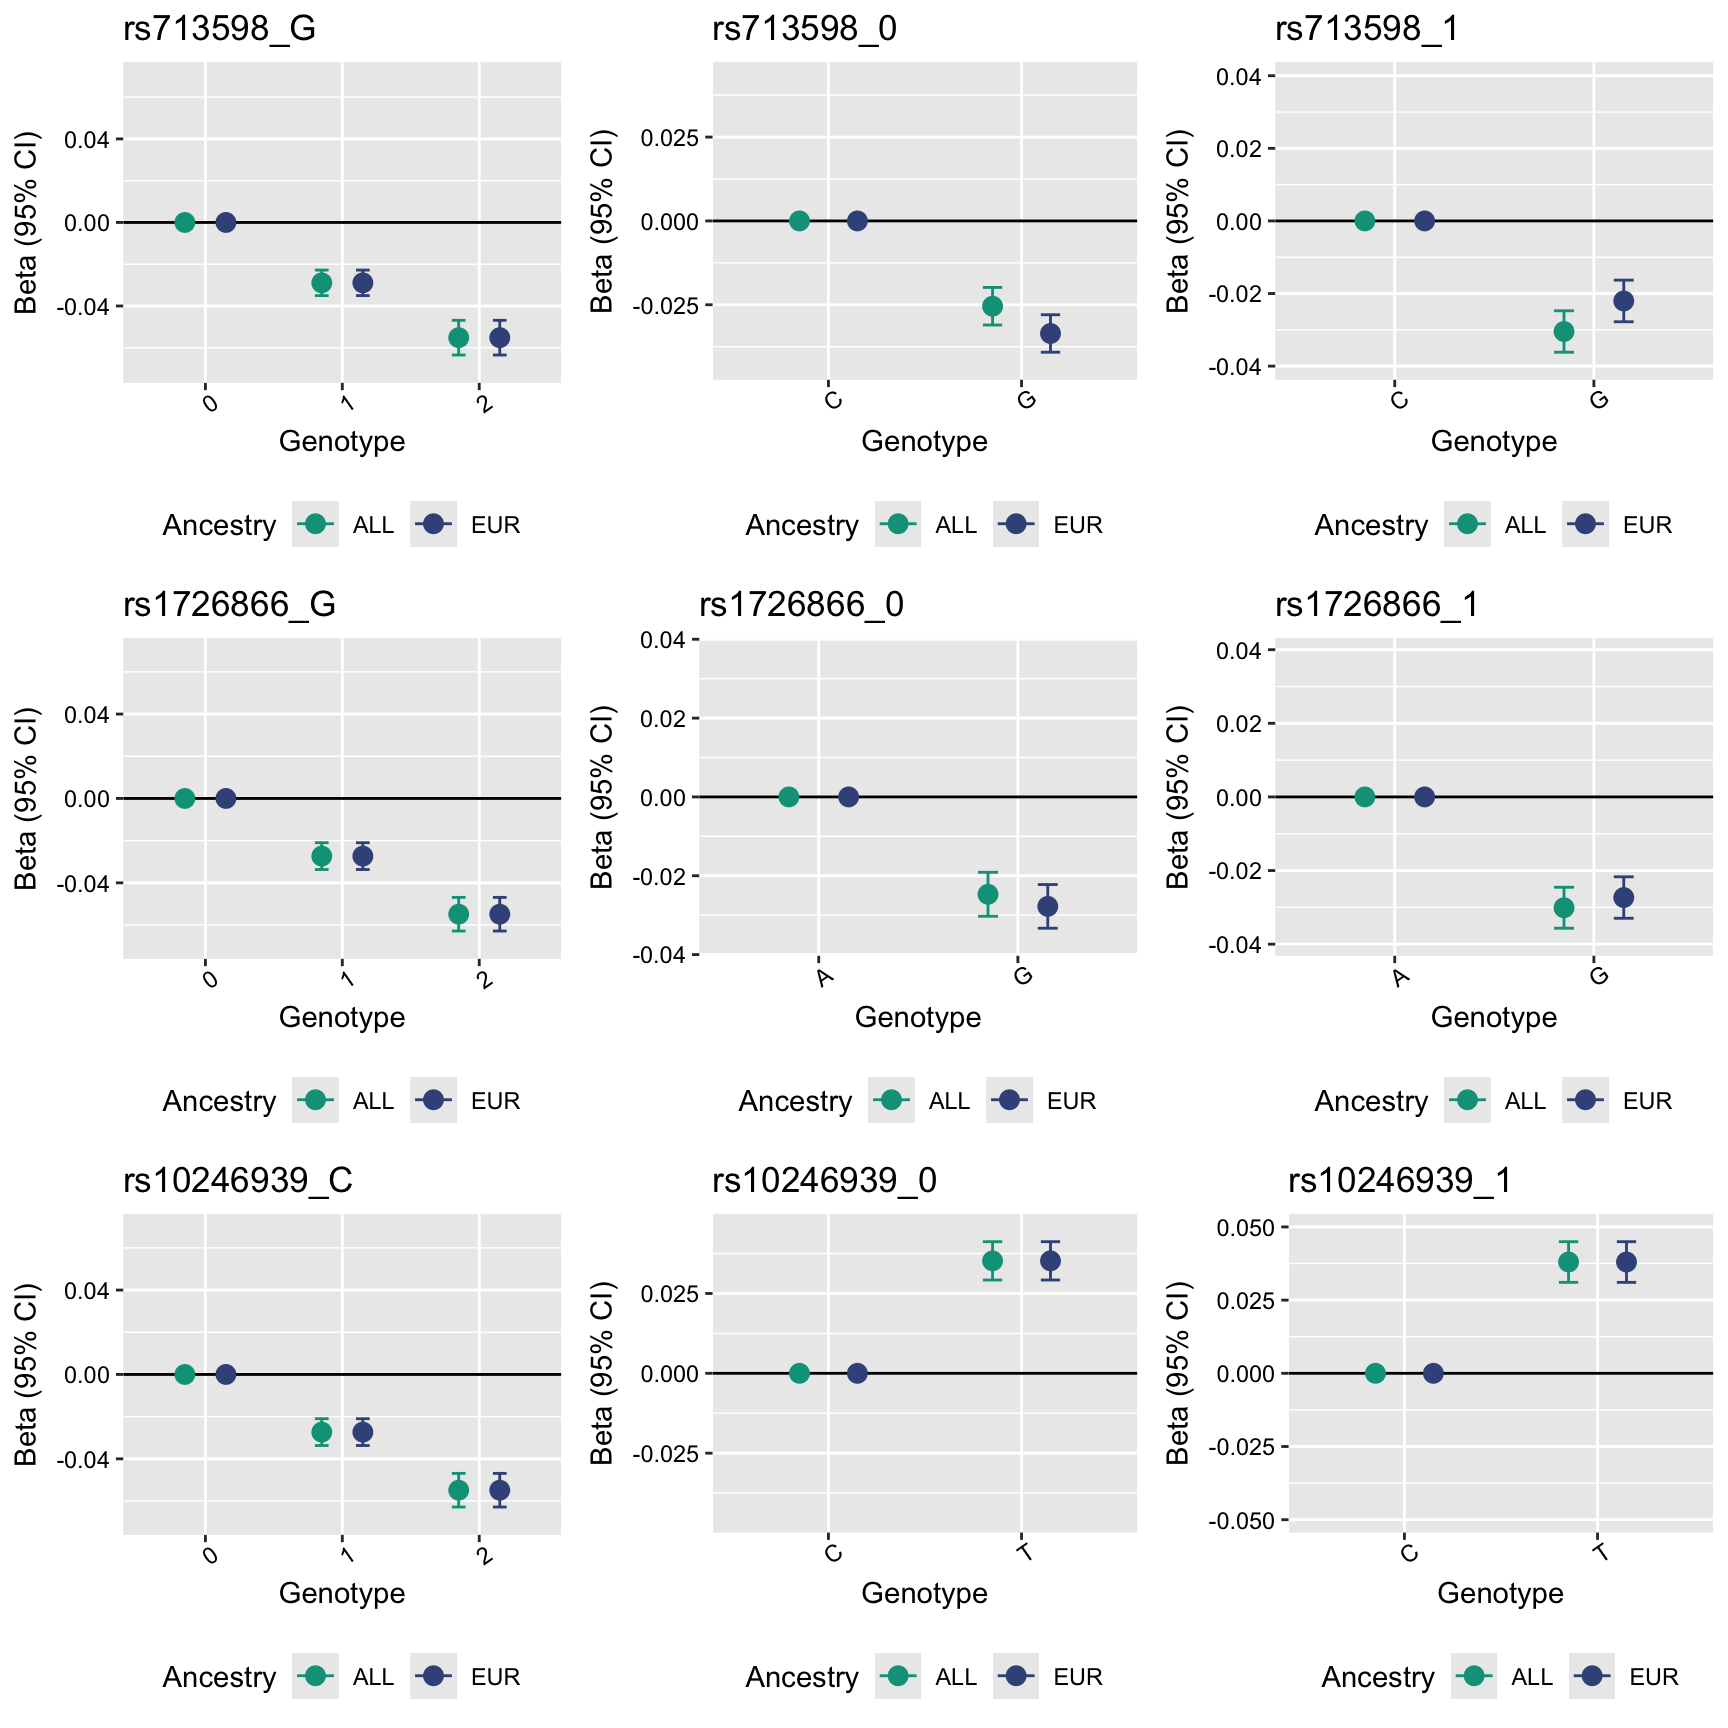 rs713598_G
rs713598_0
rs713598_1
Beta (95% CI)
0.04
0.00
-0.04
0
1
2
Genotype
Ancestry ALL EUR
Beta (95% CI)
0.025
0.000
-0.025
C
G
Genotype
Ancestry ALL EUR
Beta (95% CI)
0.04
0.02
0.00
-0.02
-0.04
C
G
Genotype
Ancestry ALL EUR
rs1726866_G
rs1726866_0
rs1726866_1
Beta (95% CI)
0.04
0.00
-0.04
0
1
2
Genotype
Ancestry ALL EUR
Beta (95% CI)
0.04
0.02
0.00
-0.02
-0.04
A
G
Genotype
Ancestry ALL EUR
Beta (95% CI)
0.04
0.02
0.00
-0.02
-0.04
A
G
Genotype
Ancestry ALL EUR
rs10246939_C
rs10246939_0
rs10246939_1
Beta (95% CI)
0.04
0.00
-0.04
0
1
2
Genotype
Ancestry ALL EUR
Beta (95% CI)
0.025
0.000
-0.025
C
T
Genotype
Ancestry ALL EUR
Beta (95% CI)
0.050
0.025
0.000
-0.025
-0.050
C
T
Genotype
Ancestry ALL EUR